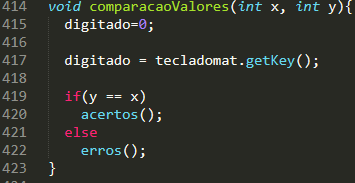 414 void comparacaoValores(int x, int y){
415 digitado=0;
416
417 digitado = tecladomat.getKey();
418
419 if(y == x)
420 acertos();
421 else
422 erros();
423 }